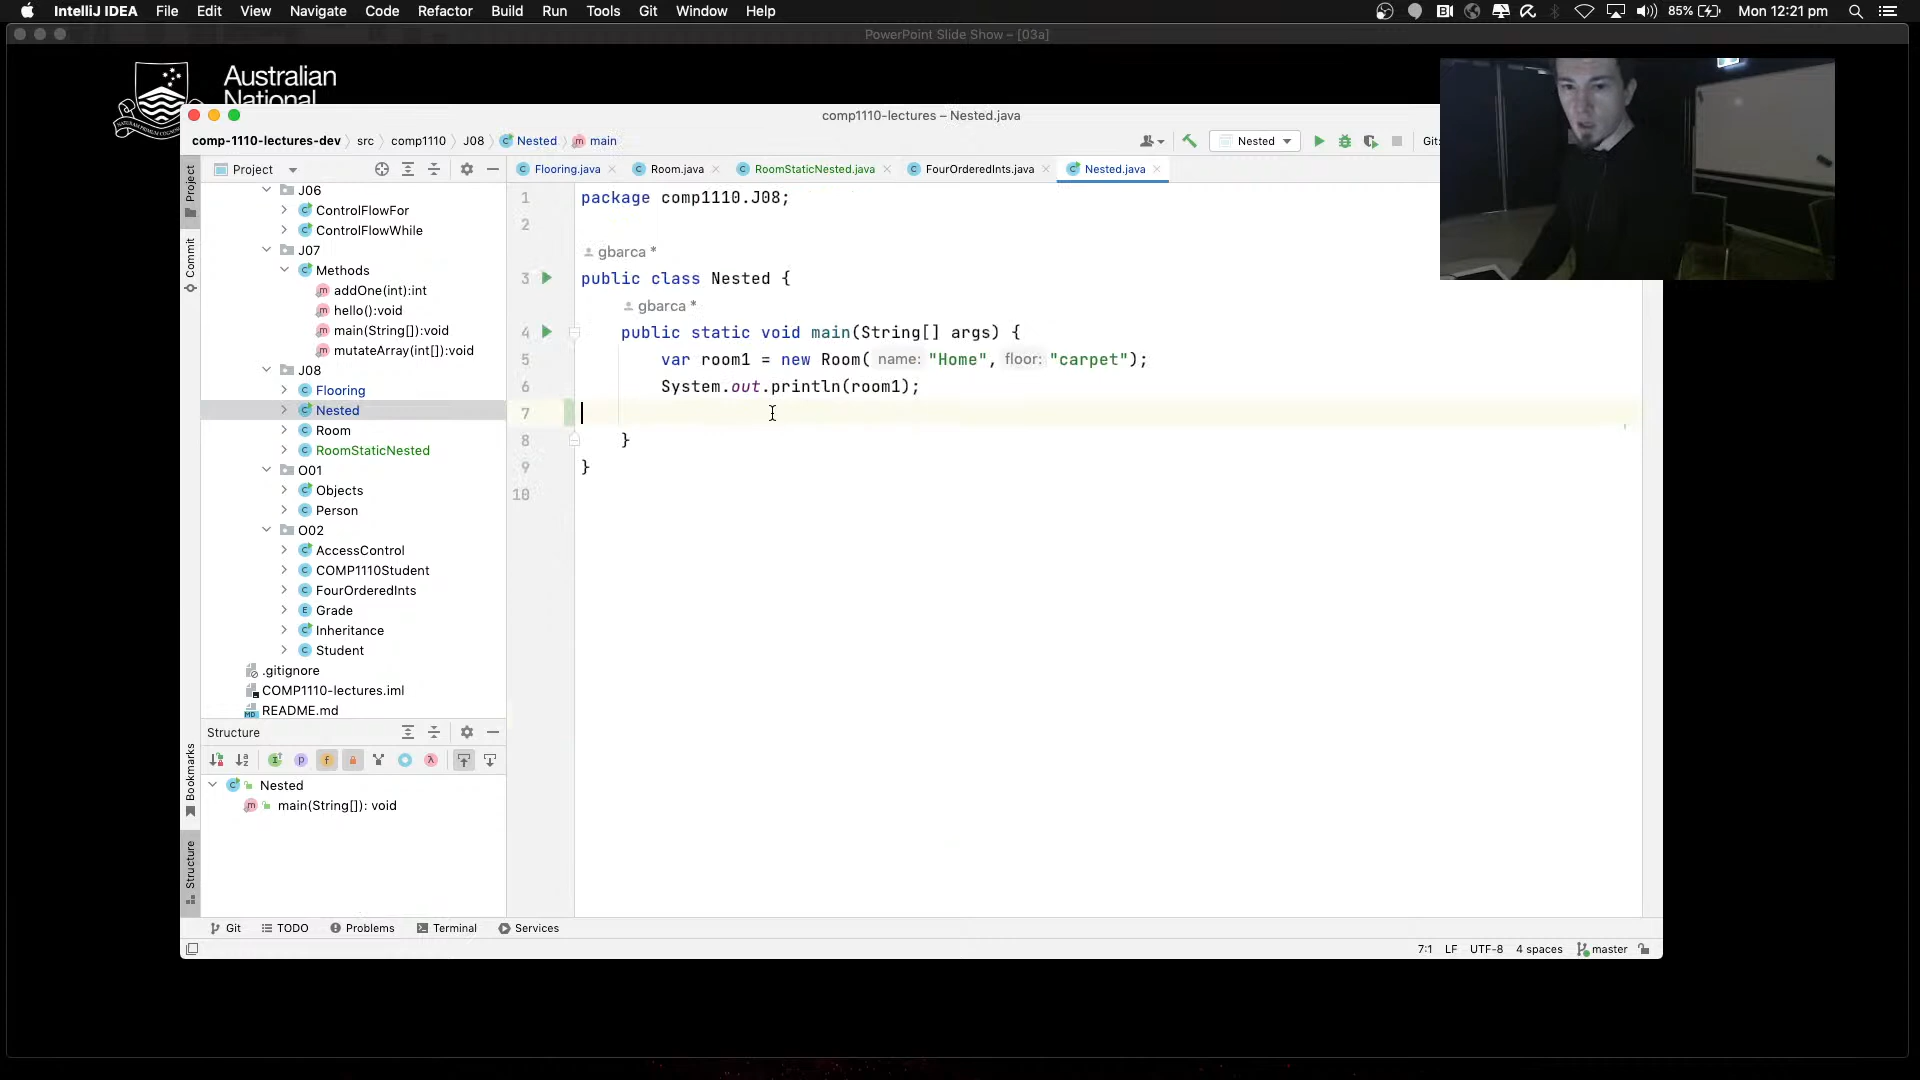 IntelliJ IDEA File Edit View Navigate Code Refactor Build Run Tools Git Window Help 85% Mon 12:21 pm
PowerPoint Slide Show – [03a]
Australian
National
comp1110-lectures – Nested.java
comp-1110-lectures-dev src comp1110 J08 Nested main Nested Git:
Project
Flooring.java Room.java RoomStaticNested.java FourOrderedInts.java Nested.java
Project
Commit
Bookmarks
Structure
J06
ControlFlowFor
ControlFlowWhile
J07
Methods
addOne(int):int
hello():void
main(String[]):void
mutateArray(int[]):void
J08
Flooring
Nested
Room
RoomStaticNested
O01
Objects
Person
O02
AccessControl
COMP1110Student
FourOrderedInts
Grade
Inheritance
Student
.gitignore
COMP1110-lectures.iml
README.md
Structure
Nested
main(String[]): void
1 package comp1110.J08;
2
gbarca *
3 public class Nested {
gbarca *
4 public static void main(String[] args) {
5 var room1 = new Room( name: "Home", floor: "carpet");
6 System.out.println(room1);
7
8 }
9 }
10
Git TODO Problems Terminal Services
7:1 LF UTF-8 4 spaces master